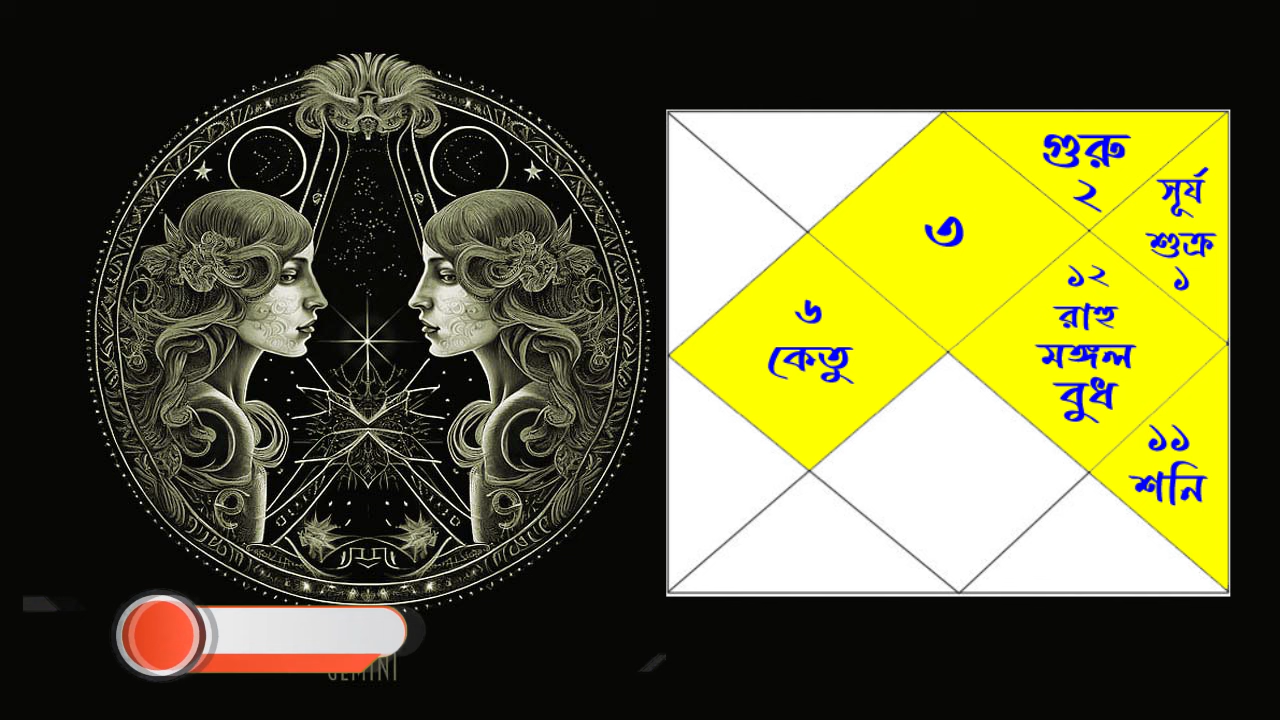 গুরু
২
সূর্য
শুক্র
১
৩
১২
রাহু
মঙ্গল
বুধ
৬
কেতু
১১
শনি
GEMINI